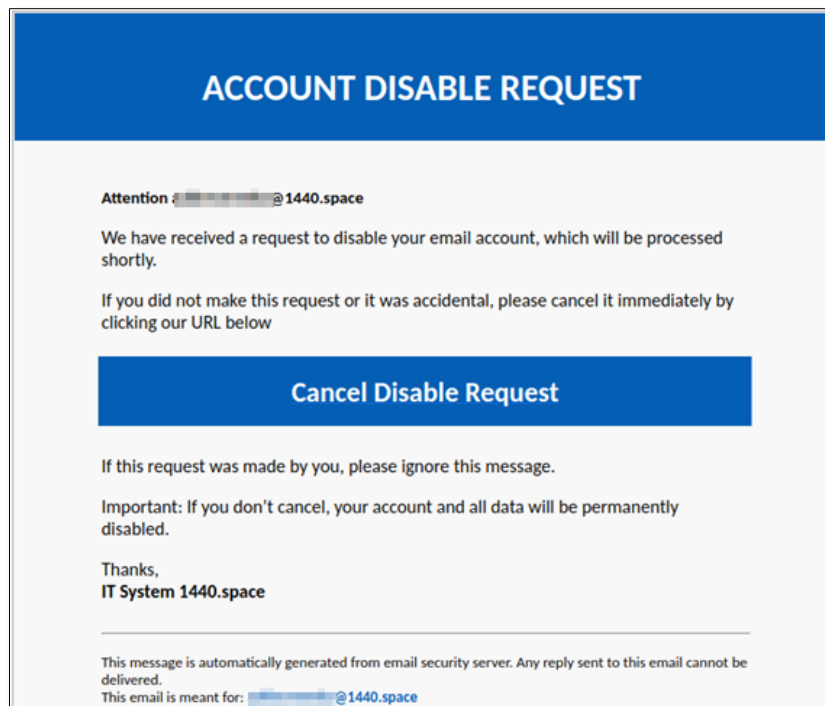 ACCOUNT DISABLE REQUEST
Attention @1440.space
We have received a request to disable your email account, which will be processed
shortly.
If you did not make this request or it was accidental, please cancel it immediately by
clicking our URL below
Cancel Disable Request
If this request was made by you, please ignore this message.
Important: If you don’t cancel, your account and all data will be permanently
disabled.
Thanks,
IT System 1440.space
This message is automatically generated from email security server. Any reply sent to this email cannot be
delivered.
This email is meant for: @1440.space